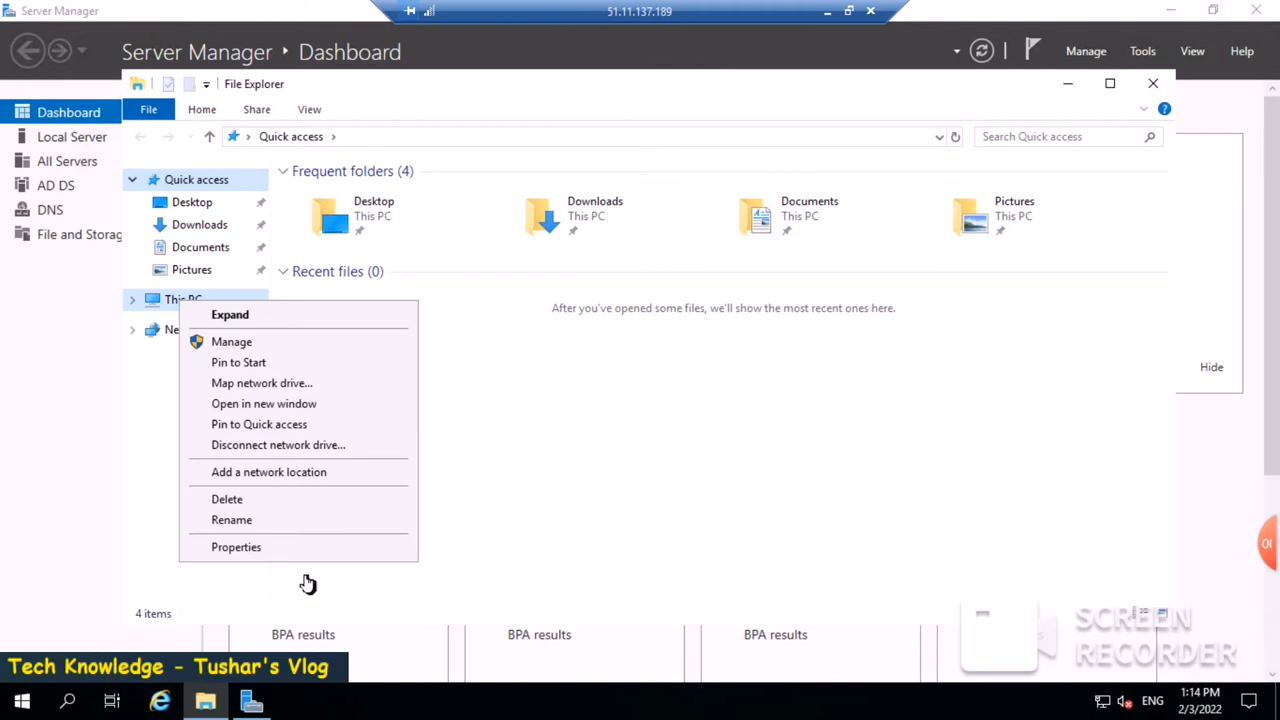 Server Manager
51.11.137.189
Server Manager Dashboard
Manage Tools View Help
File Explorer
File Home Share View
Quick access
Search Quick access
Dashboard
Local Server
All Servers
AD DS
DNS
File and Storag
Quick access
Desktop
Downloads
Documents
Pictures
This PC
Ne
Frequent folders (4)
Desktop
This PC
Downloads
This PC
Documents
This PC
Pictures
This PC
Recent files (0)
After you've opened some files, we'll show the most recent ones here.
Expand
Manage
Pin to Start
Map network drive...
Open in new window
Pin to Quick access
Disconnect network drive...
Add a network location
Delete
Rename
Properties
Hide
4 items
BPA results
BPA results
BPA results
SCREEN
RECORDER
Tech Knowledge - Tushar's Vlog
ENG
1:14 PM
2/3/2022